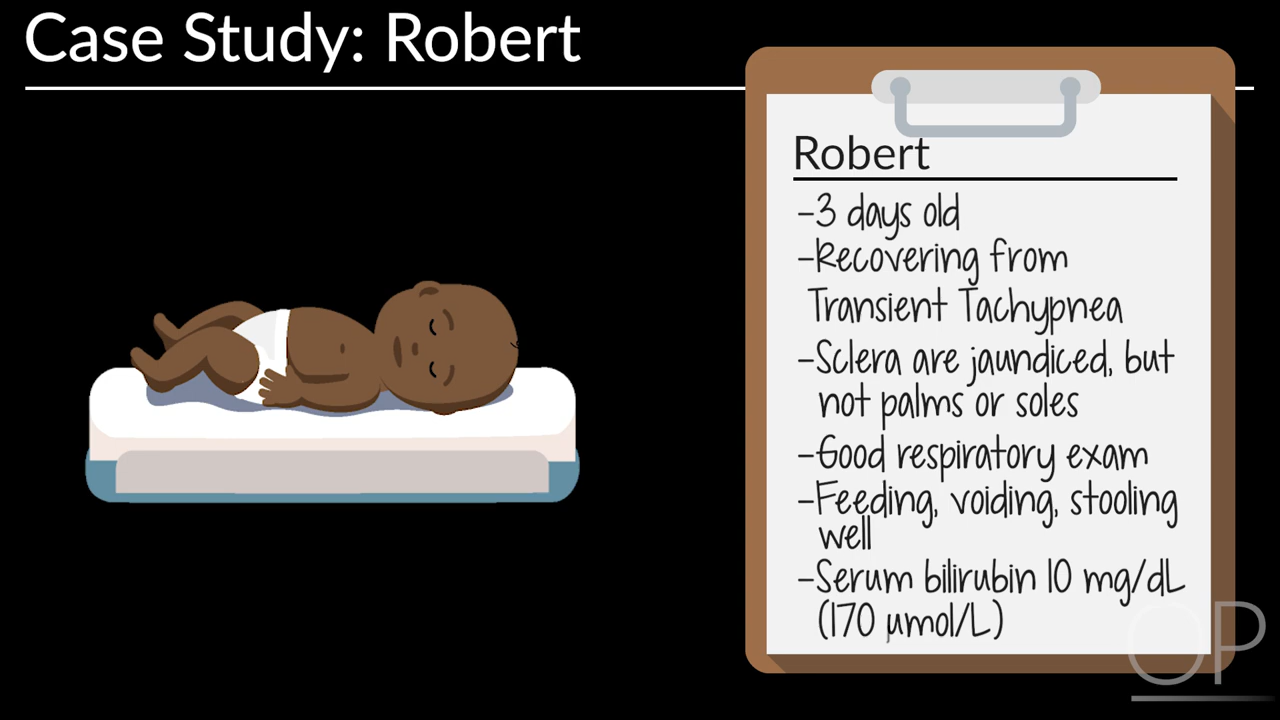 Case Study: Robert
Robert
-3 days old
-Recovering from
Transient Tachypnea
-Sclera are jaundiced, but
not palms or soles
-Good respiratory exam
-Feeding, voiding, stooling
well
-Serum bilirubin 10 mg/dL
(170 µmol/L)
OP